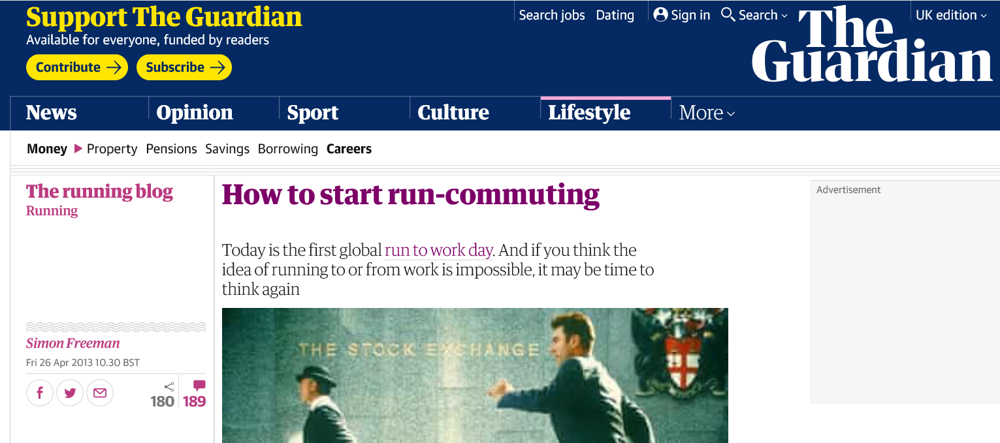 Support The Guardian
Available for everyone, funded by readers
Contribute
Subscribe
Search jobs
Dating
Sign in
Search
UK edition
The
Guardian
News
Opinion
Sport
Culture
Lifestyle
More
Money
Property
Pensions
Savings
Borrowing
Careers
The running blog
Running
How to start run-commuting
Today is the first global run to work day. And if you think the
idea of running to or from work is impossible, it may be time to
think again
Advertisement
Simon Freeman
Fri 26 Apr 2013 10.30 BST
180
189
THE STOCK EXCHANGE